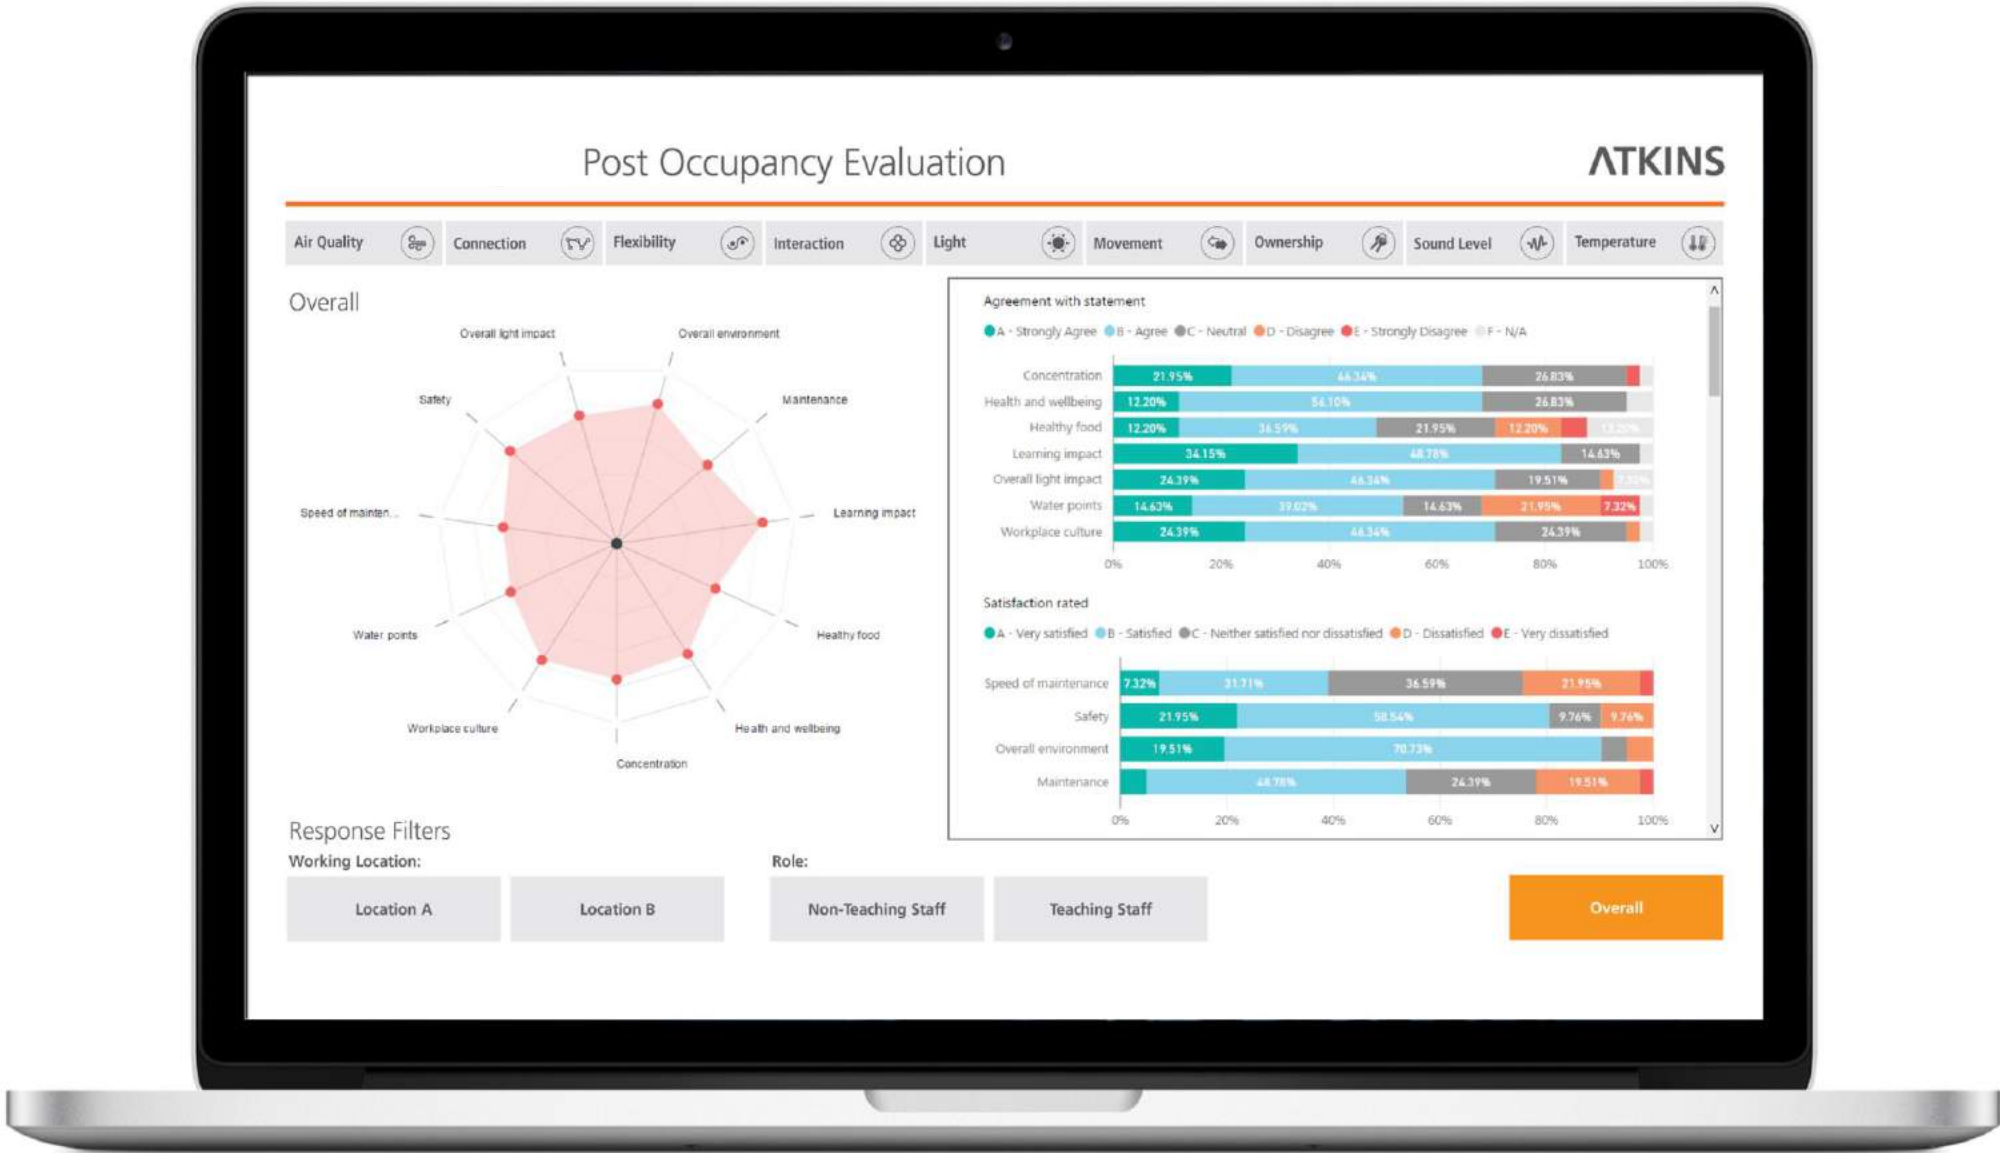 Post Occupancy Evaluation
ATKINS
Air Quality
Connection
Flexibility
Interaction
Light
Movement
Ownership
Sound Level
Temperature
Overall
Overall light impact
Overall environment
Safety
Maintenance
Speed of mainten...
Learning impact
Water points
Healthy food
Workplace culture
Health and wellbeing
Concentration
Agreement with statement
A - Strongly Agree B - Agree C - Neutral D - Disagree E - Strongly Disagree F - N/A
Concentration 21.95% 46.34% 26.83%
Health and wellbeing 12.20% 56.10% 26.83%
Healthy food 12.20% 36.59% 21.95% 12.20% 12.20%
Learning impact 34.15% 48.78% 14.63%
Overall light impact 24.39% 46.34% 19.51% 7.32%
Water points 14.63% 39.02% 14.63% 21.95% 7.32%
Workplace culture 24.39% 46.34% 24.39%
0% 20% 40% 60% 80% 100%
Satisfaction rated
A - Very satisfied B - Satisfied C - Neither satisfied nor dissatisfied D - Dissatisfied E - Very dissatisfied
Speed of maintenance 7.32% 31.71% 36.59% 21.95%
Safety 21.95% 58.54% 9.76% 9.76%
Overall environment 19.51% 70.73%
Maintenance 48.78% 24.39% 19.51%
0% 20% 40% 60% 80% 100%
Response Filters
Working Location:
Role:
Location A
Location B
Non-Teaching Staff
Teaching Staff
Overall